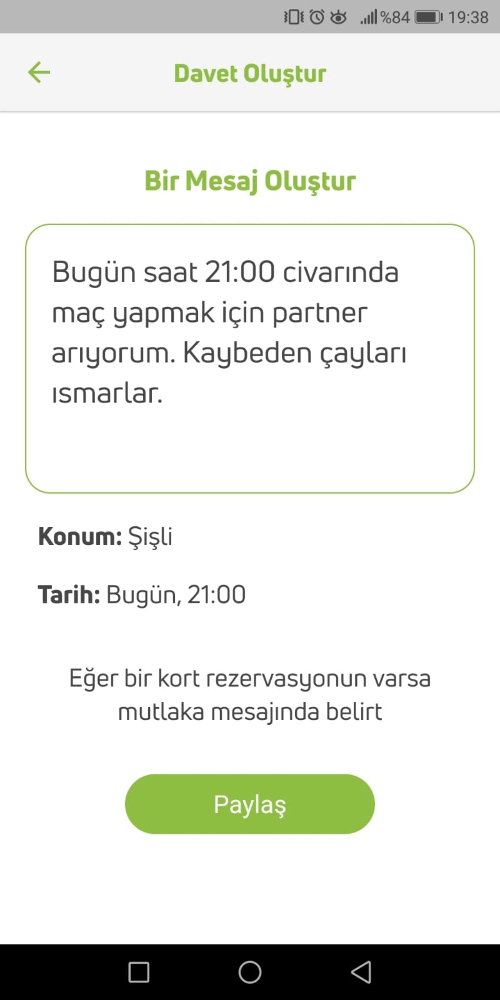 %84 19:38
Davet Oluştur
Bir Mesaj Oluştur
Bugün saat 21:00 civarında
maç yapmak için partner
arıyorum. Kaybeden çayları
ısmarlar.
Konum: Şişli
Tarih: Bugün, 21:00
Eğer bir kort rezervasyonun varsa
mutlaka mesajında belirt
Paylaş